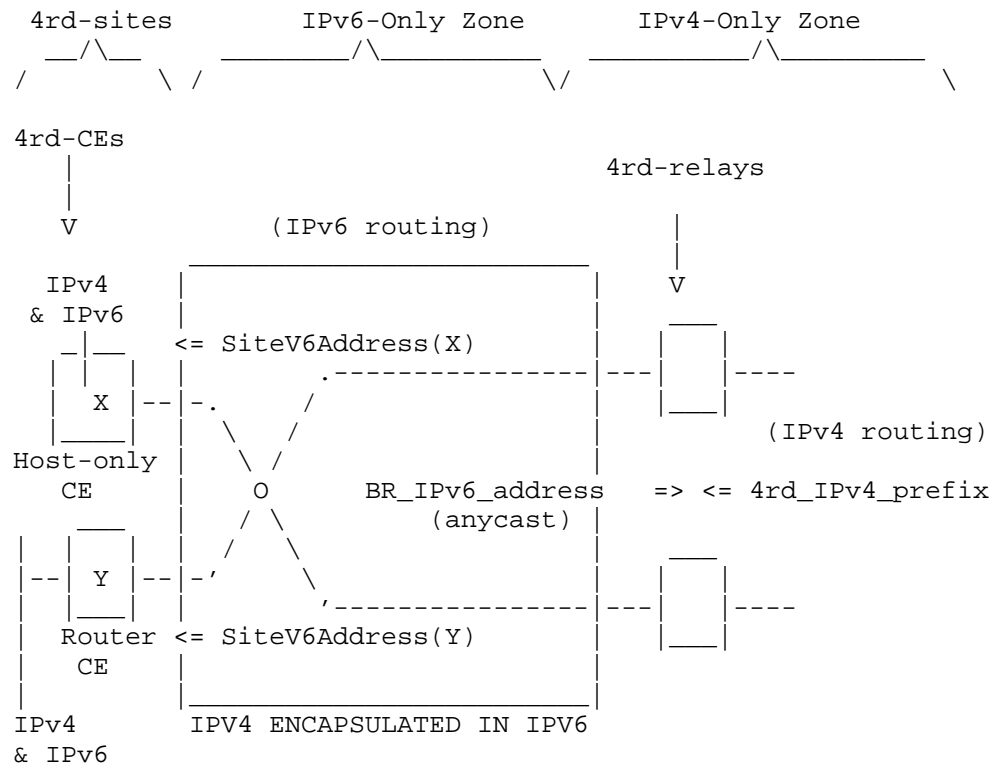 4rd-sites IPv6-Only Zone IPv4-Only Zone
4rd-CEs
4rd-relays
V (IPv6 routing)
IPv4 V
& IPv6
<= SiteV6Address(X)
X
(IPv4 routing)
Host-only
CE O BR_IPv6_address => <= 4rd_IPv4_prefix
(anycast)
Y
Router <= SiteV6Address(Y)
CE
IPv4 IPV4 ENCAPSULATED IN IPV6
& IPv6